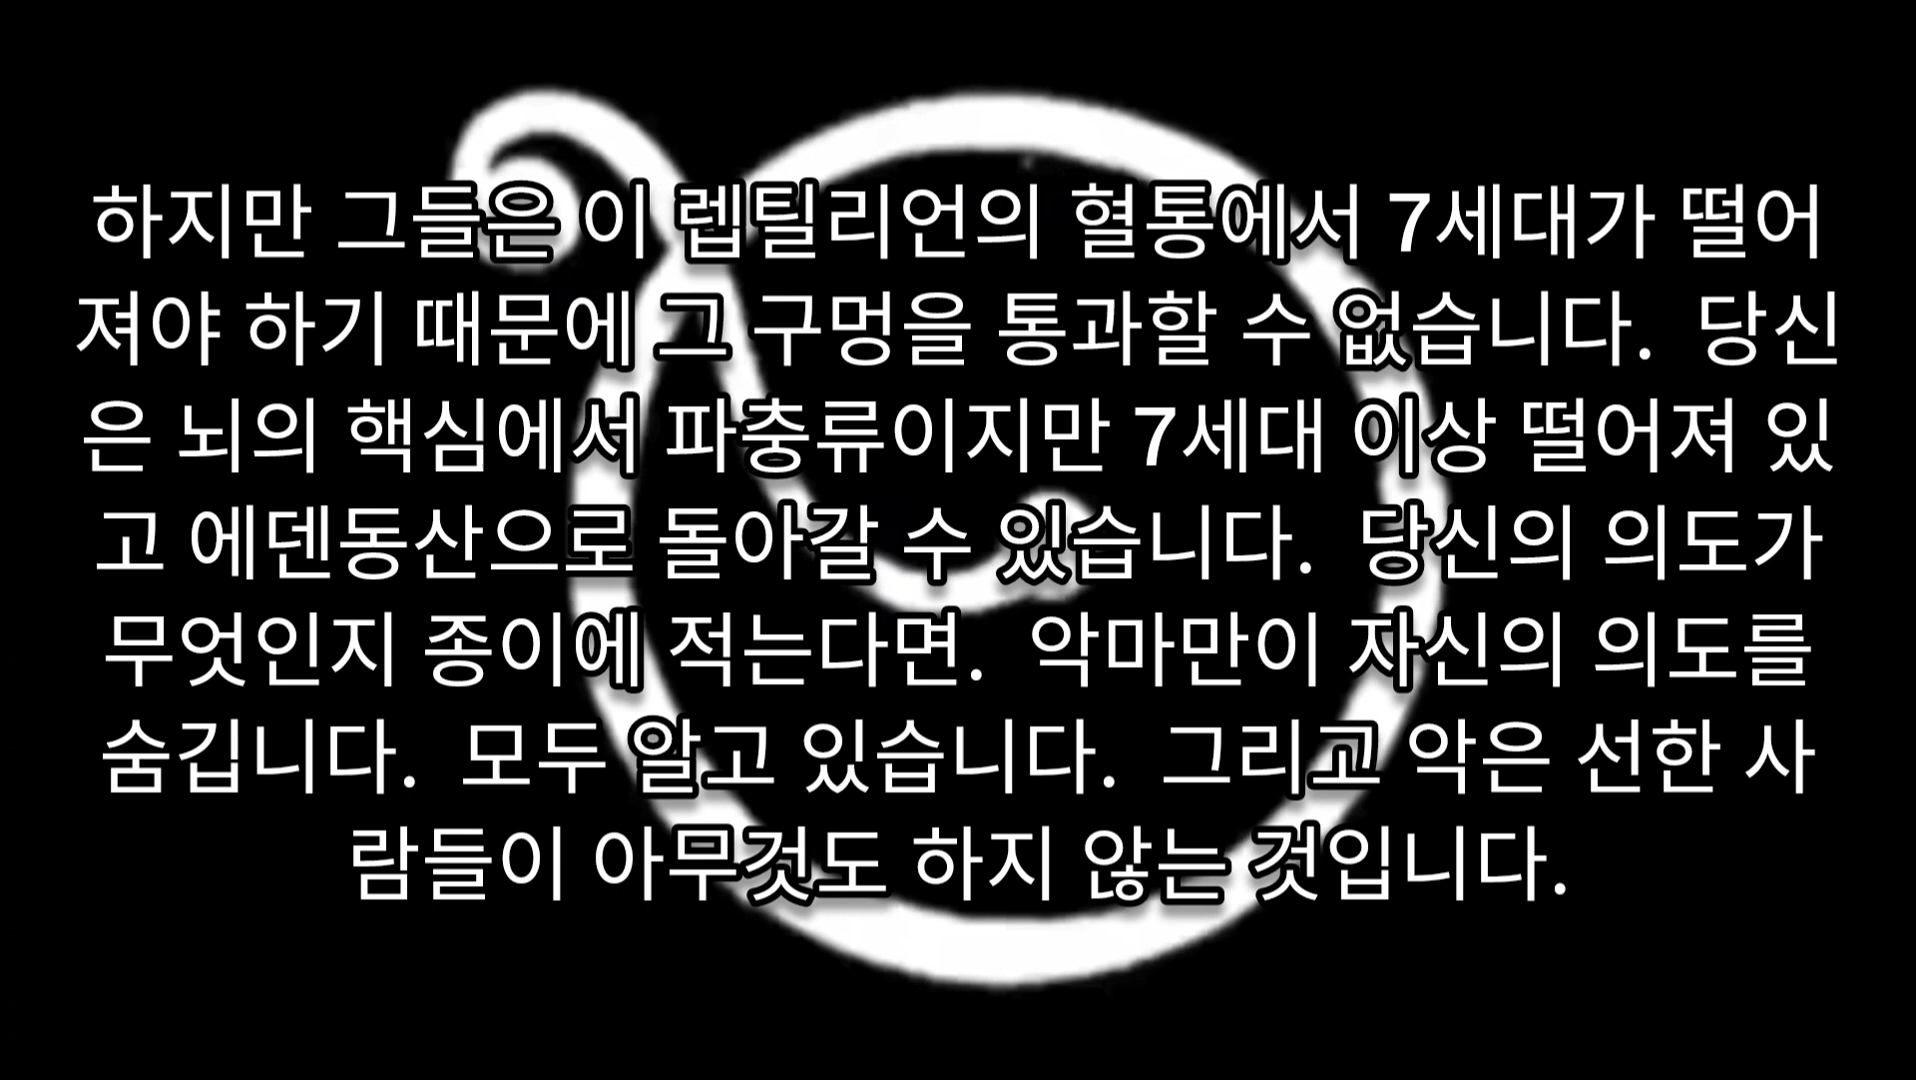 하지만 그들은 이 렙틸리언의 혈통에서 7세대가 떨어
져야 하기 때문에 그 구멍을 통과할 수 없습니다.  당신
은 뇌의 핵심에서 파충류이지만 7세대 이상 떨어져 있
고 에덴동산으로 돌아갈 수 있습니다.  당신의 의도가
무엇인지 종이에 적는다면.  악마만이 자신의 의도를
숨깁니다.  모두 알고 있습니다.  그리고 악은 선한 사
람들이 아무것도 하지 않는 것입니다.